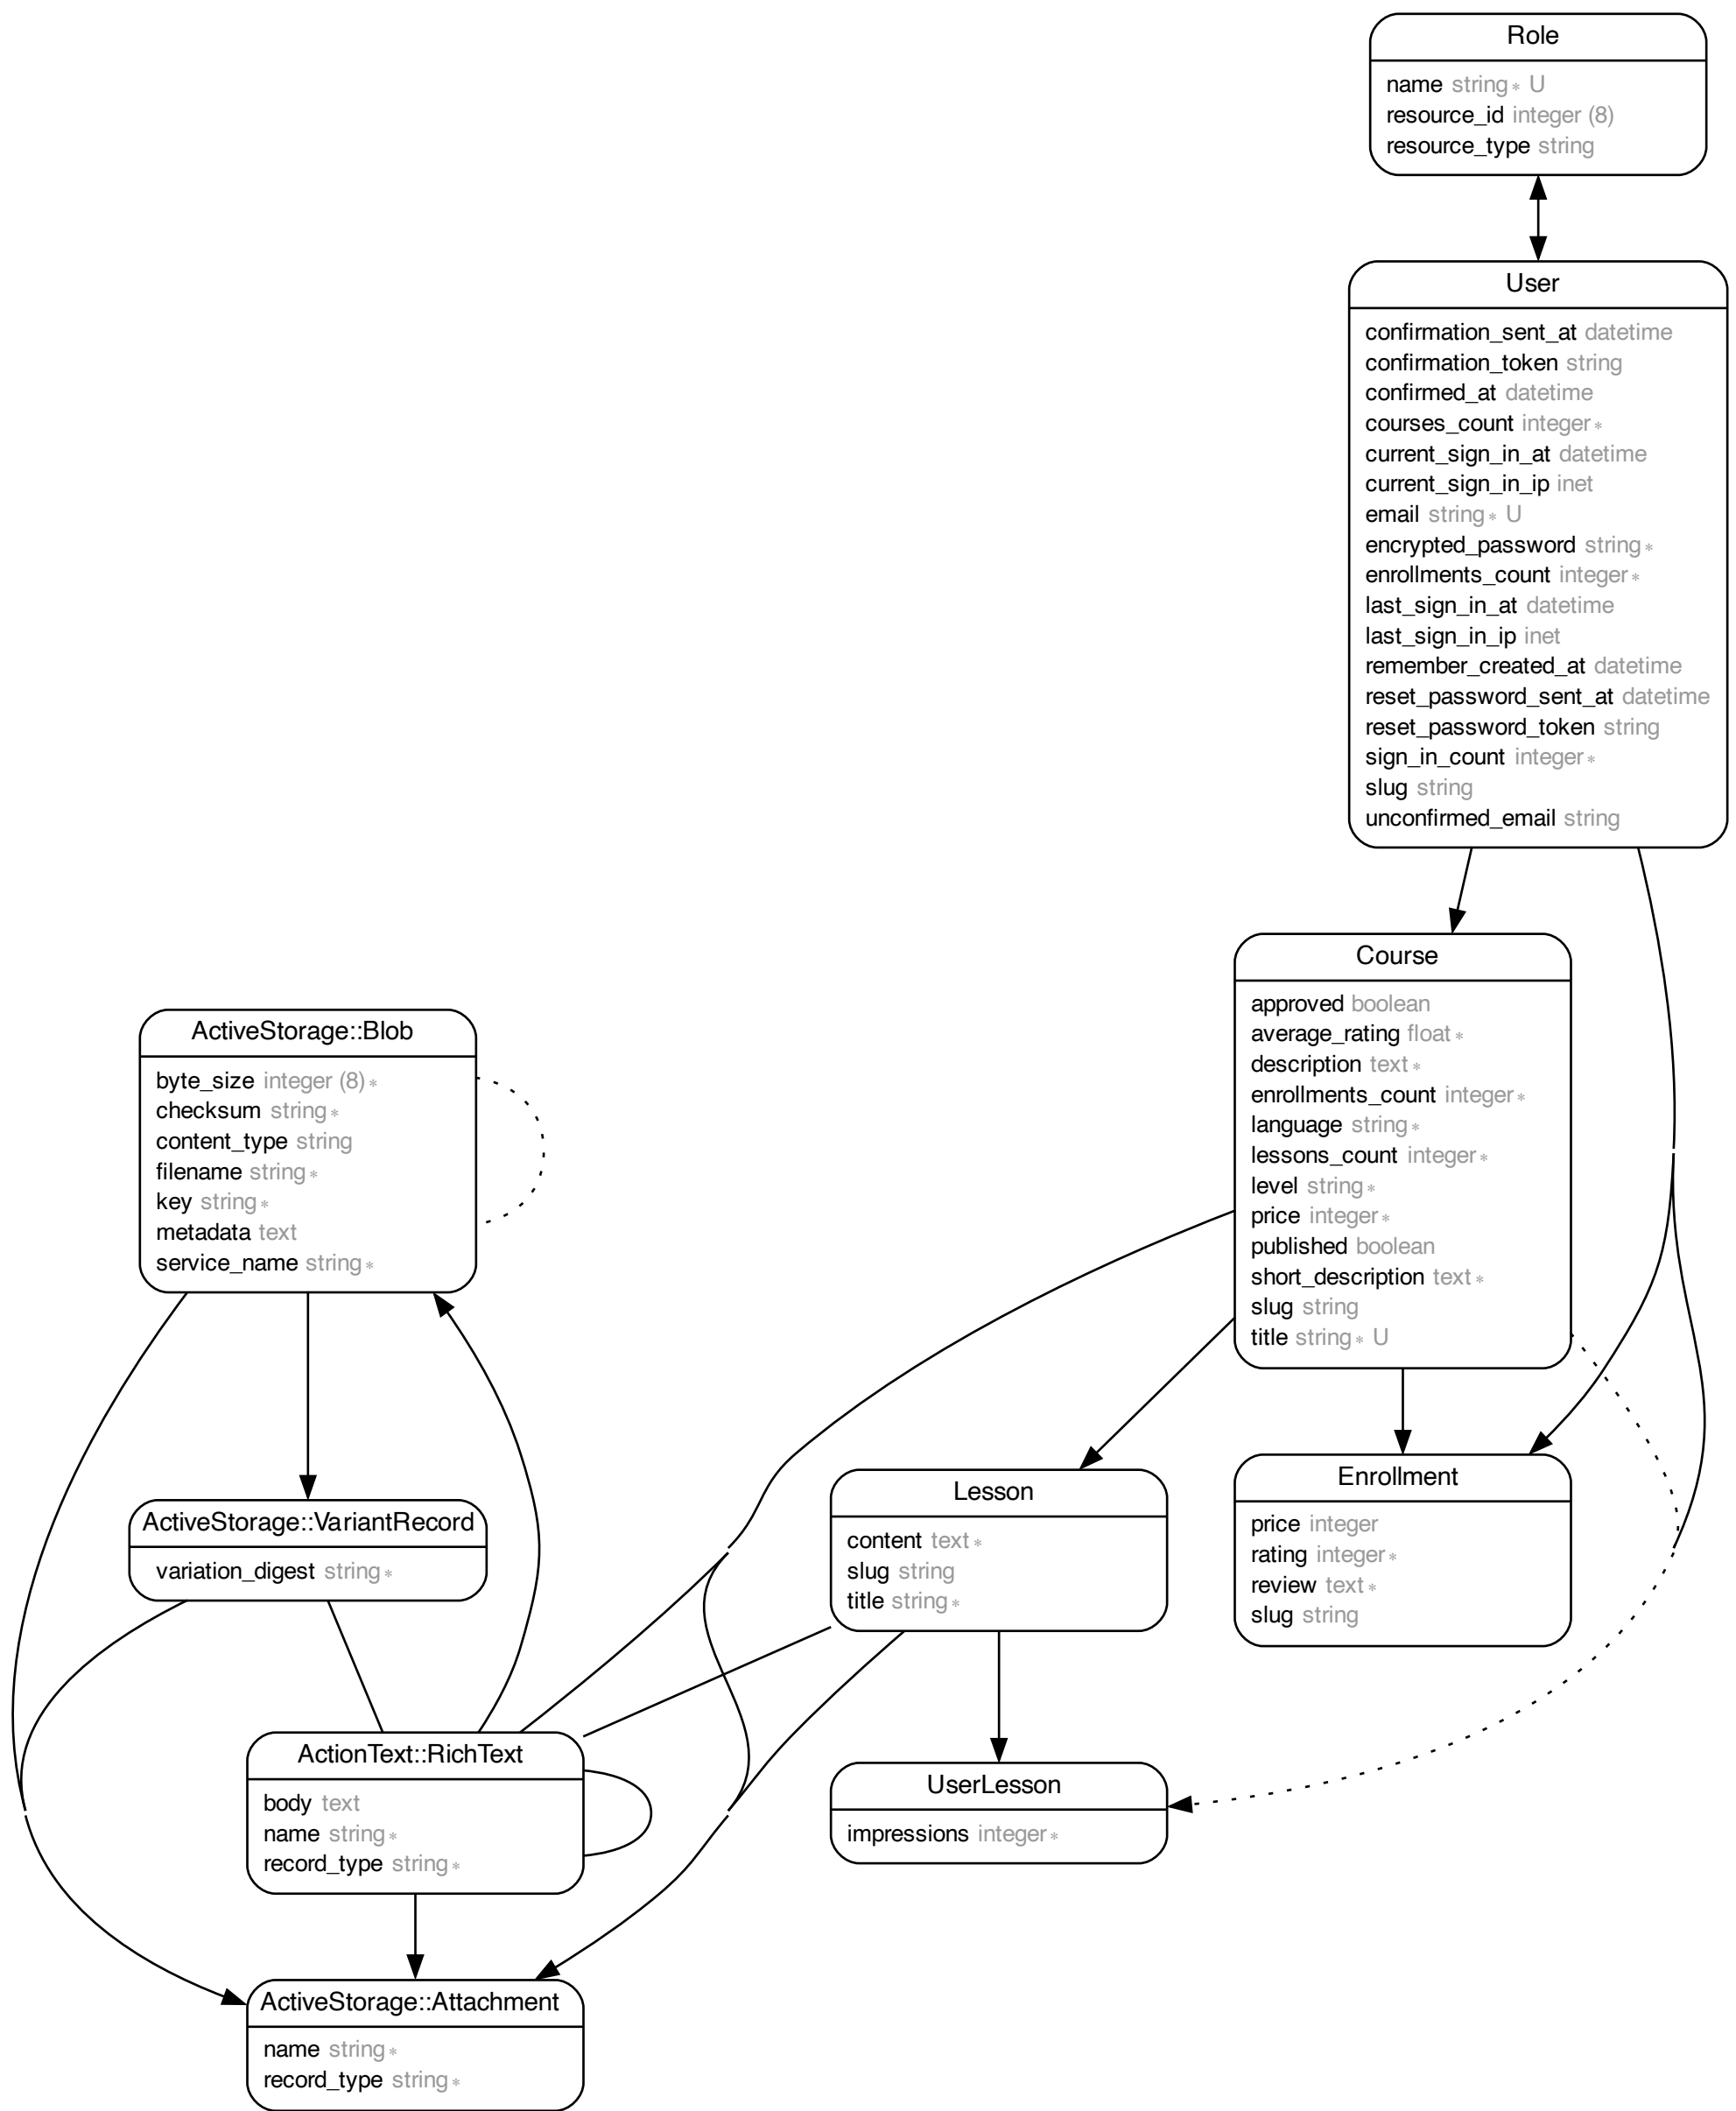 Role
name string* U
resource_id integer (8)
resource_type string
User
confirmation_sent_at datetime
confirmation_token string
confirmed_at datetime
courses_count integer*
current_sign_in_at datetime
current_sign_in_ip inet
email string* U
encrypted_password string*
enrollments_count integer*
last_sign_in_at datetime
last_sign_in_ip inet
remember_created_at datetime
reset_password_sent_at datetime
reset_password_token string
sign_in_count integer*
slug string
unconfirmed_email string
Course
approved boolean
average_rating float*
description text*
enrollments_count integer*
language string*
lessons_count integer*
level string*
price integer*
published boolean
short_description text*
slug string
title string* U
ActiveStorage::Blob
byte_size integer (8)*
checksum string*
content_type string
filename string*
key string*
metadata text
service_name string*
Enrollment
price integer
rating integer*
review text*
slug string
Lesson
content text*
slug string
title string*
ActiveStorage::VariantRecord
variation_digest string*
ActionText::RichText
body text
name string*
record_type string*
UserLesson
impressions integer*
ActiveStorage::Attachment
name string*
record_type string*